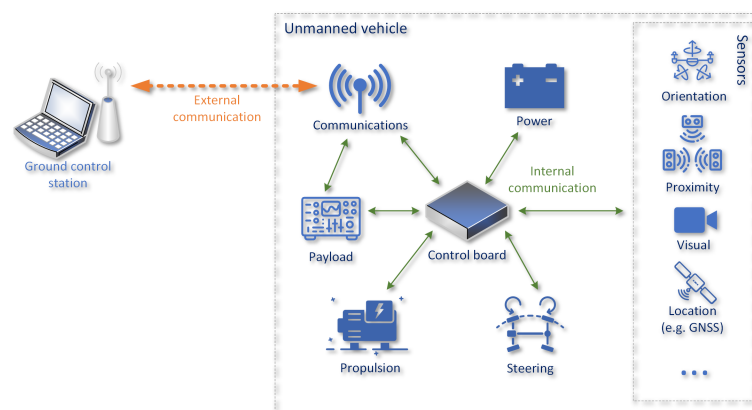 Unmanned vehicle
Sensors
External
communication
Ground control
station
Communications
Power
Internal
communication
Payload
Control board
Propulsion
Steering
Orientation
Proximity
Visual
Location
(e.g. GNSS)
...